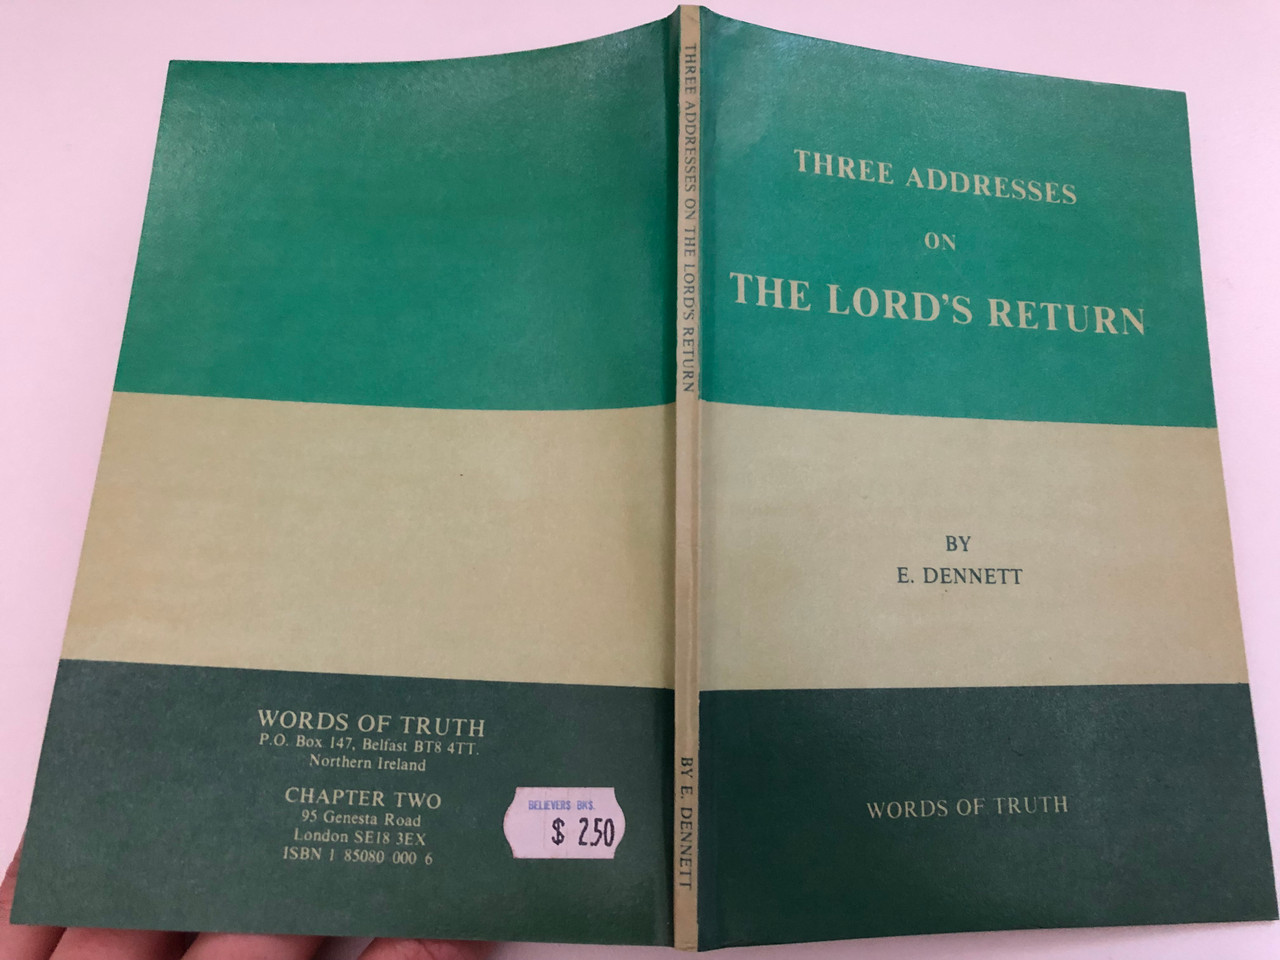 THREE ADDRESSES
ON
THE LORD'S RETURN
BY
E. DENNETT
WORDS OF TRUTH
THREE ADDRESSES ON THE LORD'S RETURN
BY E. DENNETT
WORDS OF TRUTH
P.O. Box 147, Belfast BT8 4TT.
Northern Ireland
CHAPTER TWO
95 Genesta Road
London SE18 3EX
ISBN 1 85080 000 6
BELIEVERS BKS.
$ 2.50